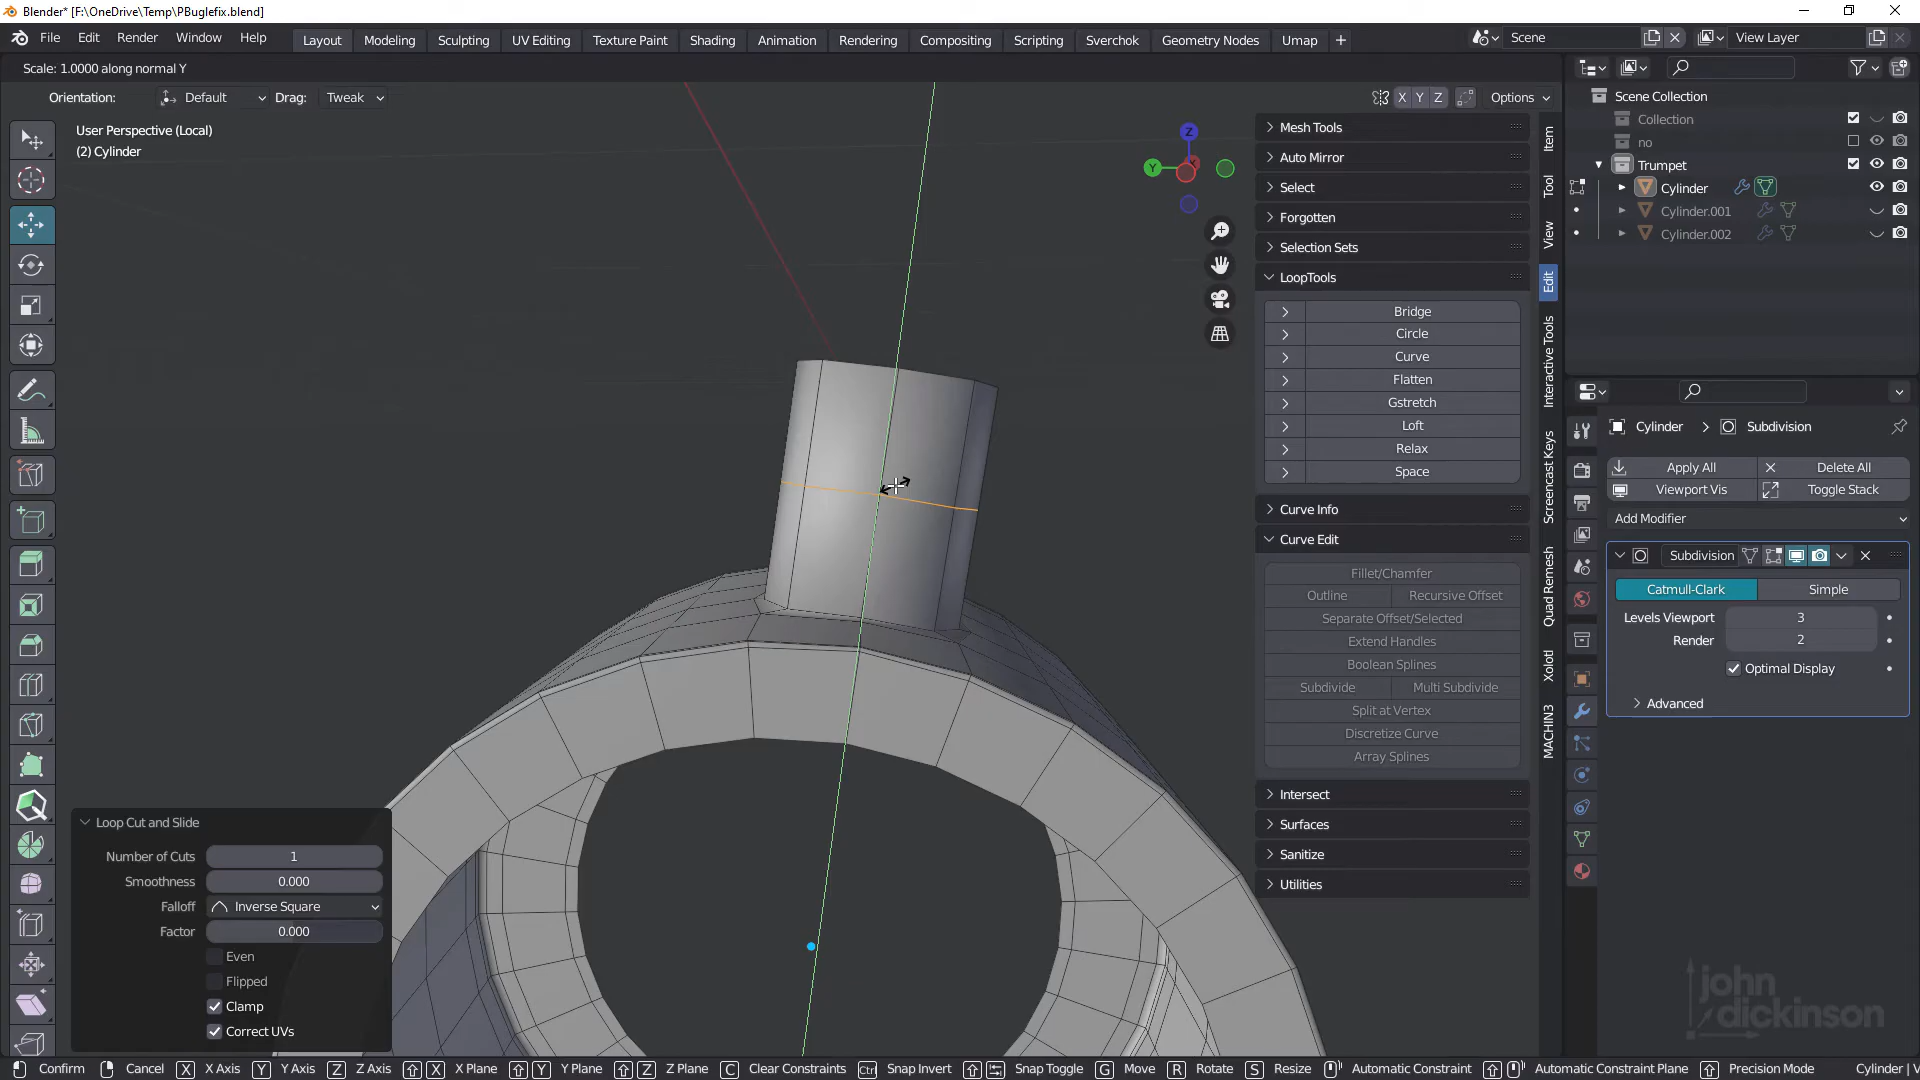 Blender* [F:\OneDrive\Temp\PBuglefix.blend]
File Edit Render Window Help Layout Modeling Sculpting UV Editing Texture Paint Shading Animation Rendering Compositing Scripting Sverchok Geometry Nodes Umap + Scene View Layer
Scale: 1.0000 along normal Y
Orientation: Default Drag: Tweak X Y Z Options
User Perspective (Local)
(2) Cylinder
Z
Y
Mesh Tools
Auto Mirror
Select
Forgotten
Selection Sets
LoopTools
Bridge
Circle
Curve
Flatten
Gstretch
Loft
Relax
Space
Curve Info
Curve Edit
Fillet/Chamfer
Outline Recursive Offset
Separate Offset/Selected
Extend Handles
Boolean Splines
Subdivide Multi Subdivide
Split at Vertex
Discretize Curve
Array Splines
Intersect
Surfaces
Sanitize
Utilities
Item
Tool
View
Edit
Interactive Tools
Screencast Keys
Quad Remesh
Xolotl
MACHIN3
Scene Collection
Collection
no
Trumpet
Cylinder
Cylinder.001
Cylinder.002
Cylinder > Subdivision
Apply All Delete All
Viewport Vis Toggle Stack
Add Modifier
Subdivision
Catmull-Clark Simple
Levels Viewport 3
Render 2
Optimal Display
Advanced
Loop Cut and Slide
Number of Cuts 1
Smoothness 0.000
Falloff Inverse Square
Factor 0.000
Even
Flipped
Clamp
Correct UVs
john
dickinson
Confirm Cancel X X Axis Y Y Axis Z Z Axis X X Plane Y Y Plane Z Z Plane C Clear Constraints Ctrl Snap Invert Snap Toggle G Move R Rotate S Resize Automatic Constraint Automatic Constraint Plane Precision Mode Cylinder | V